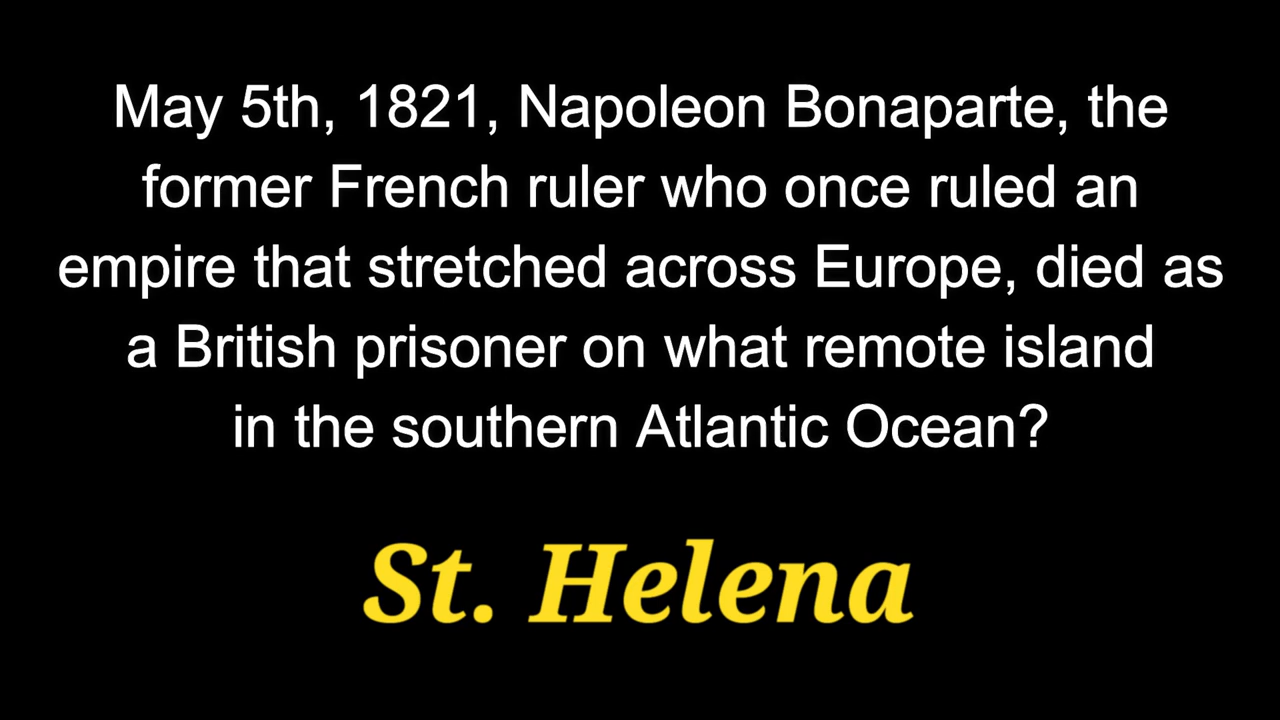 May 5th, 1821, Napoleon Bonaparte, the
former French ruler who once ruled an
empire that stretched across Europe, died as
a British prisoner on what remote island
in the southern Atlantic Ocean?
St. Helena